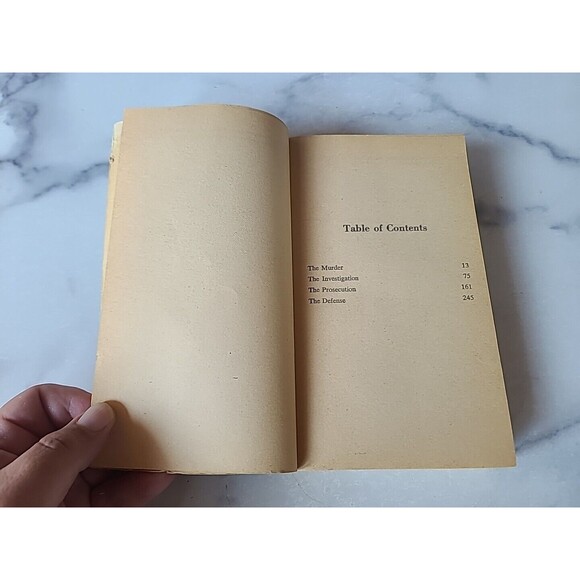 Table of Contents
The Murder 13
The Investigation 75
The Prosecution 161
The Defense 245